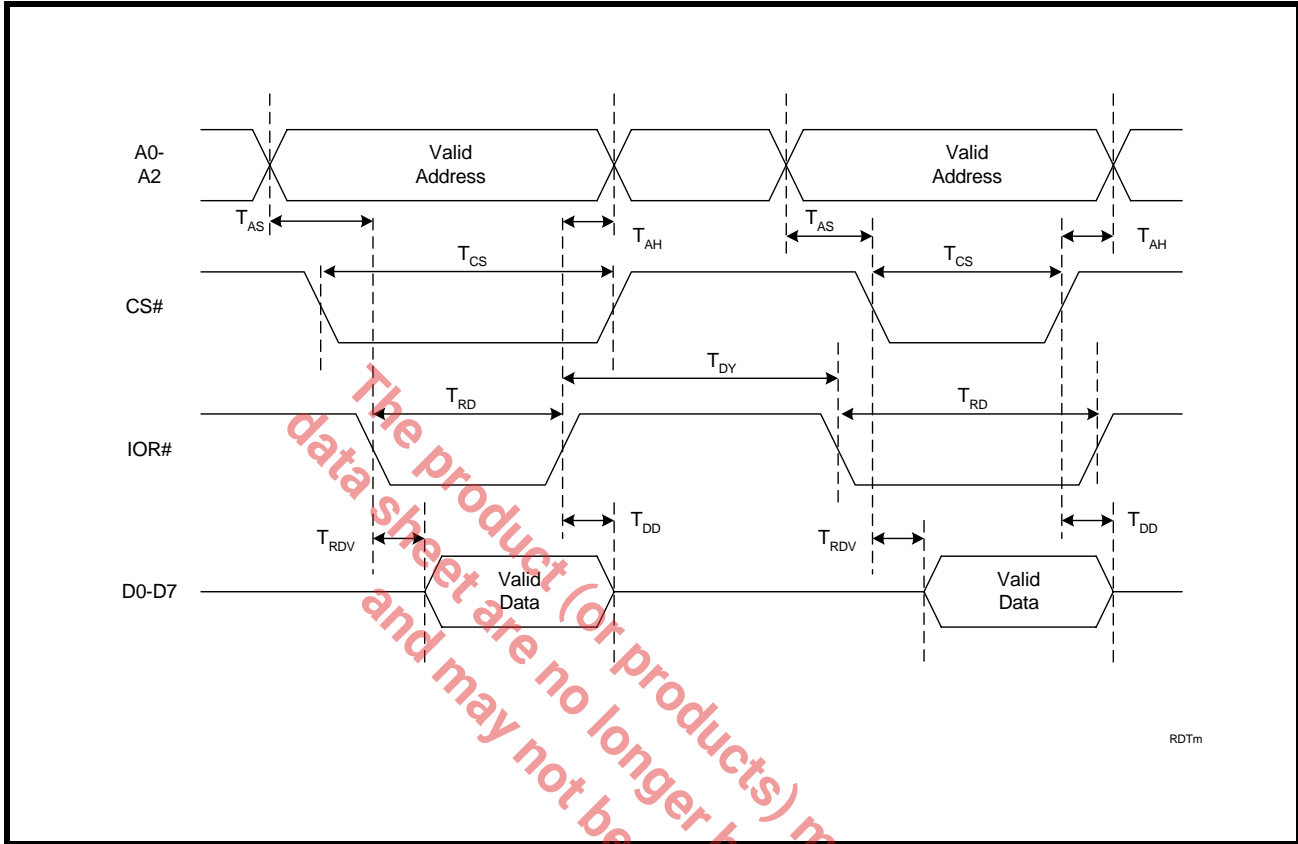 A0-
A2
Valid
Address
Valid
Address
TAS
TAH
TAS
TAH
TCS
TCS
CS#
TDY
TRD
TRD
IOR#
TRDV
TDD
TRDV
TDD
D0-D7
Valid
Data
Valid
Data
RDTm
The product (or products) m
data sheet are no longer b
and may not be